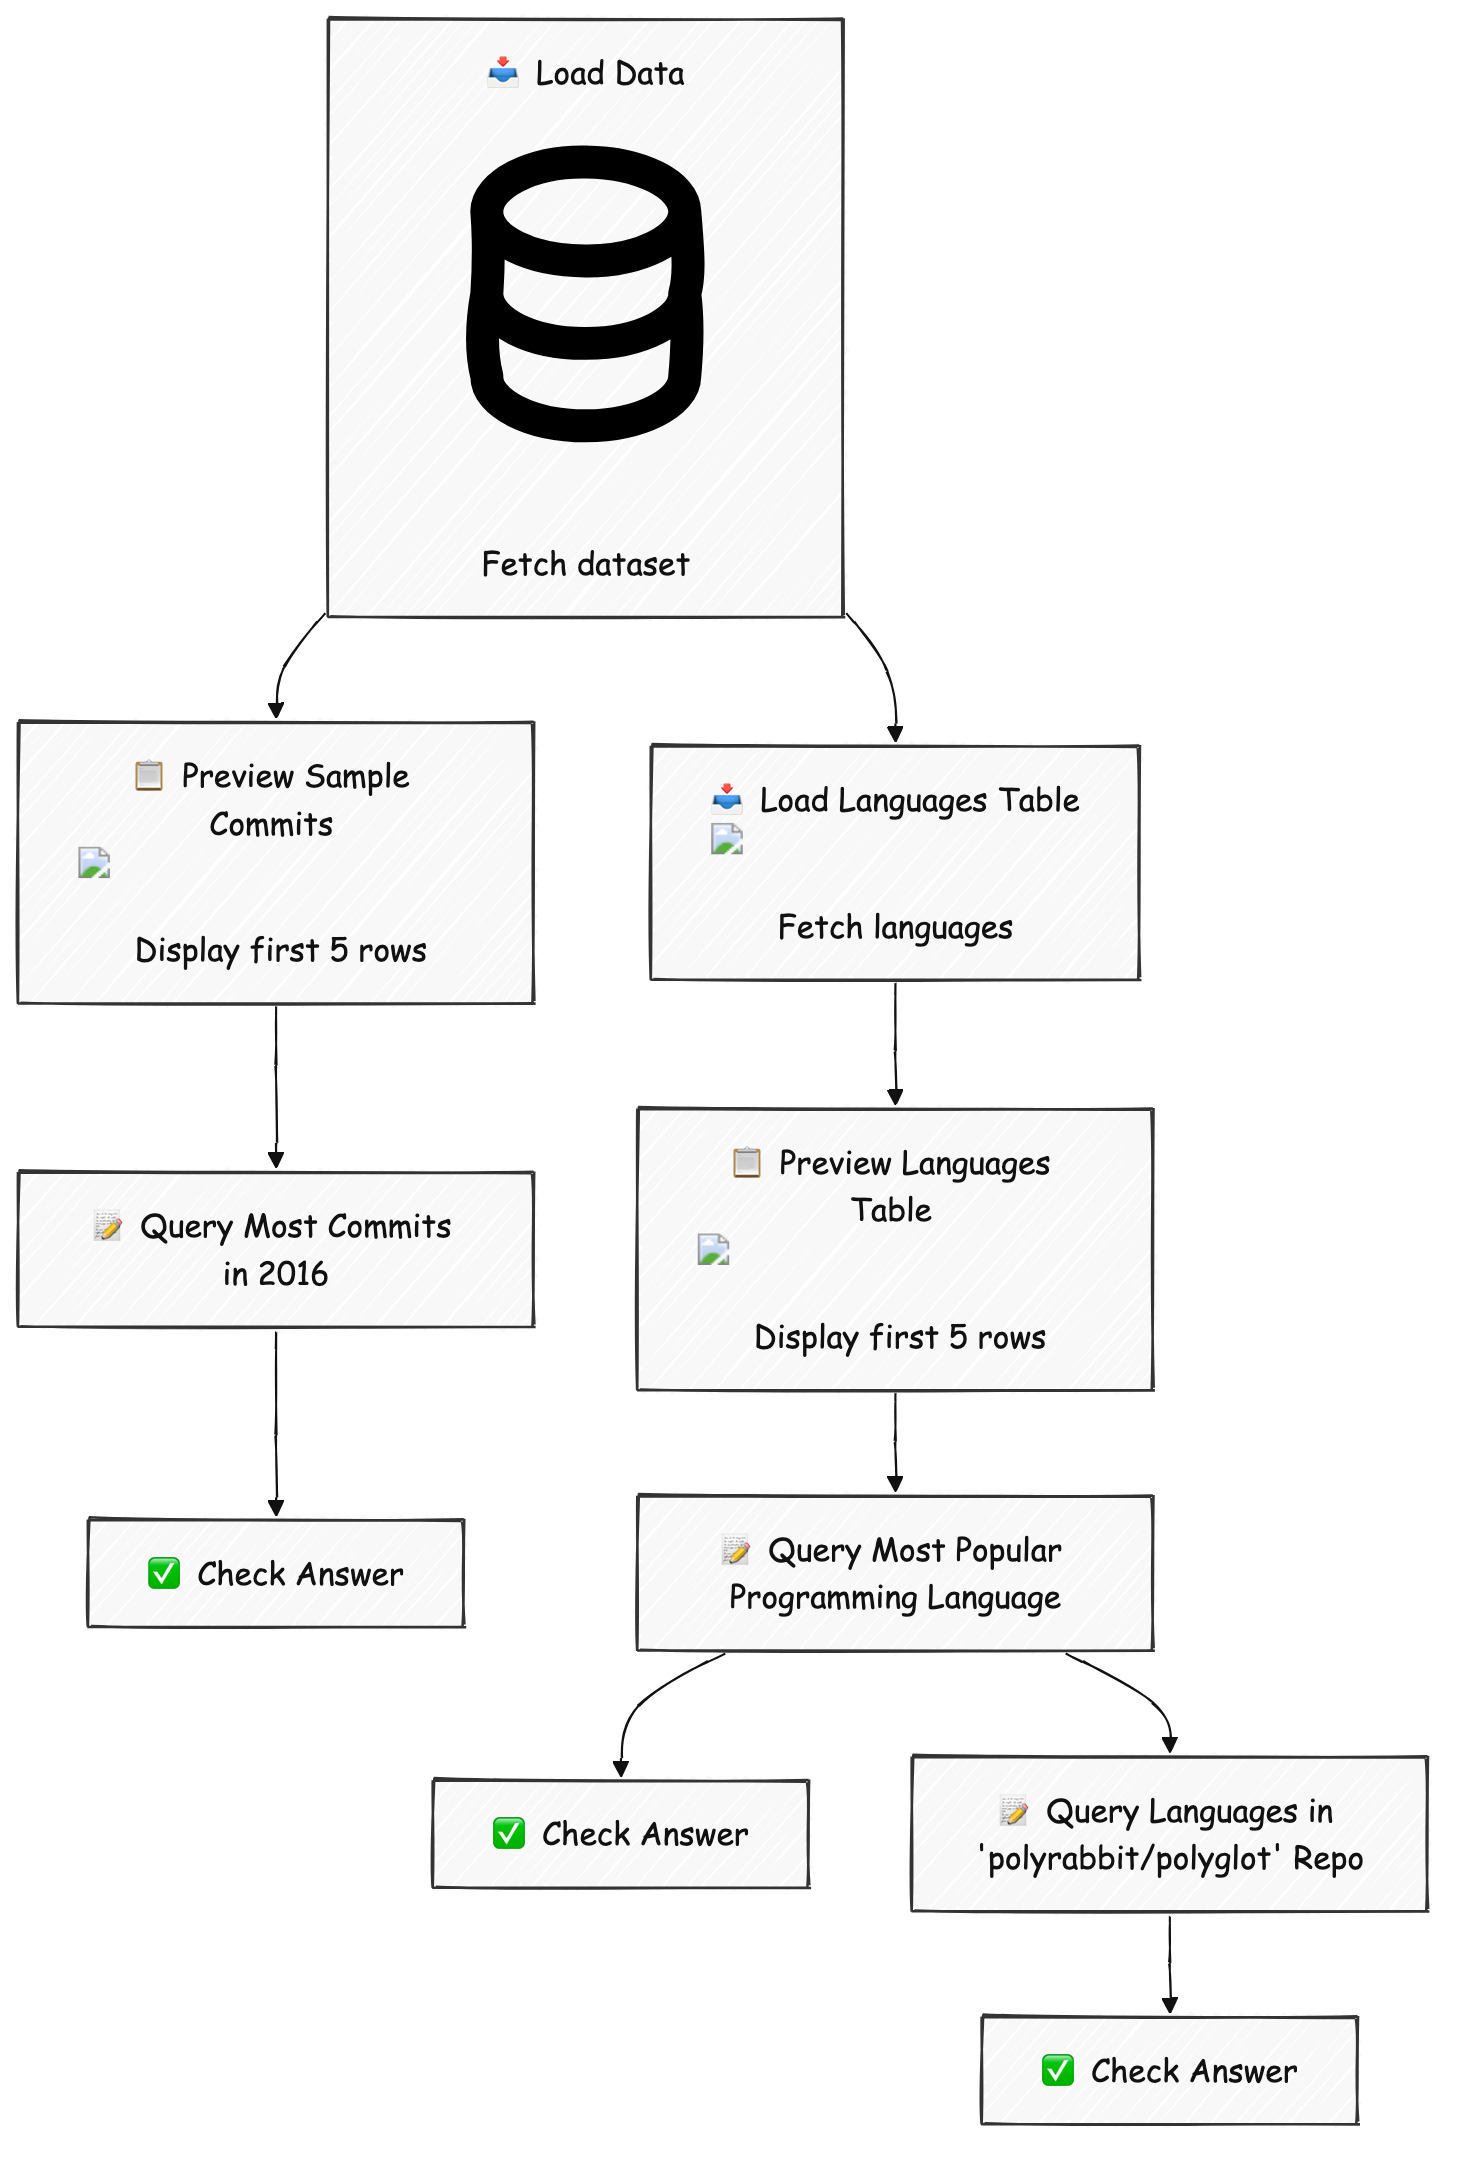 Load Data
Fetch dataset
Preview Sample
Commits
Display first 5 rows
Load Languages Table
Fetch languages
Preview Languages
Table
Display first 5 rows
Query Most Commits
in 2016
Query Most Popular
Programming Language
Check Answer
Check Answer
Query Languages in
'polyrabbit/polyglot' Repo
Check Answer